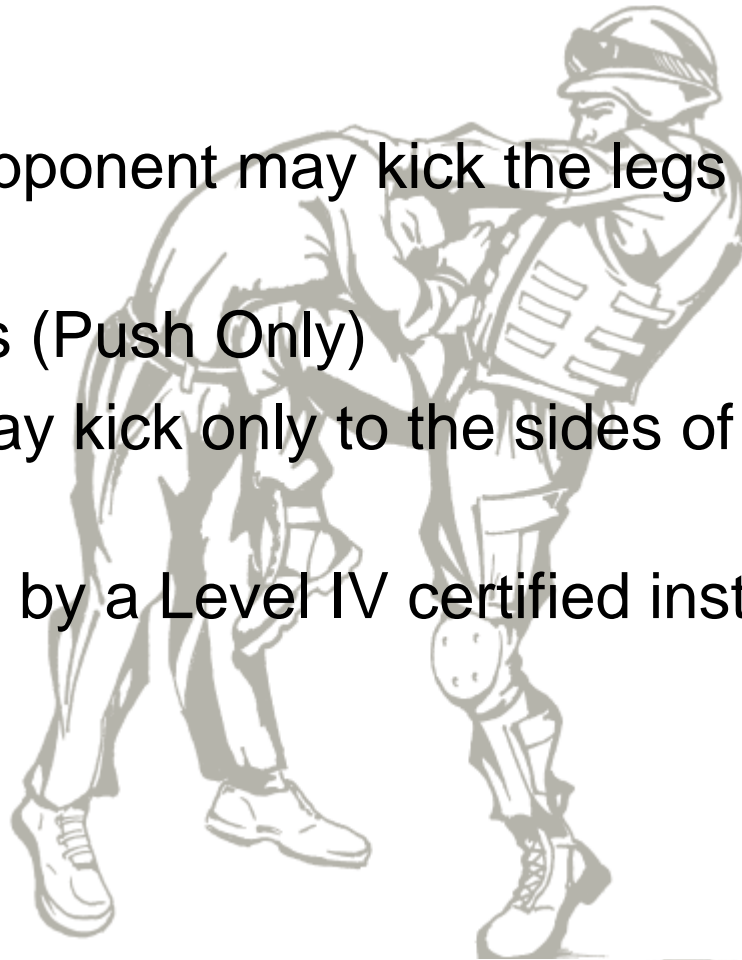 pponent may kick the legs
s (Push Only)
ay kick only to the sides of
by a Level IV certified inst